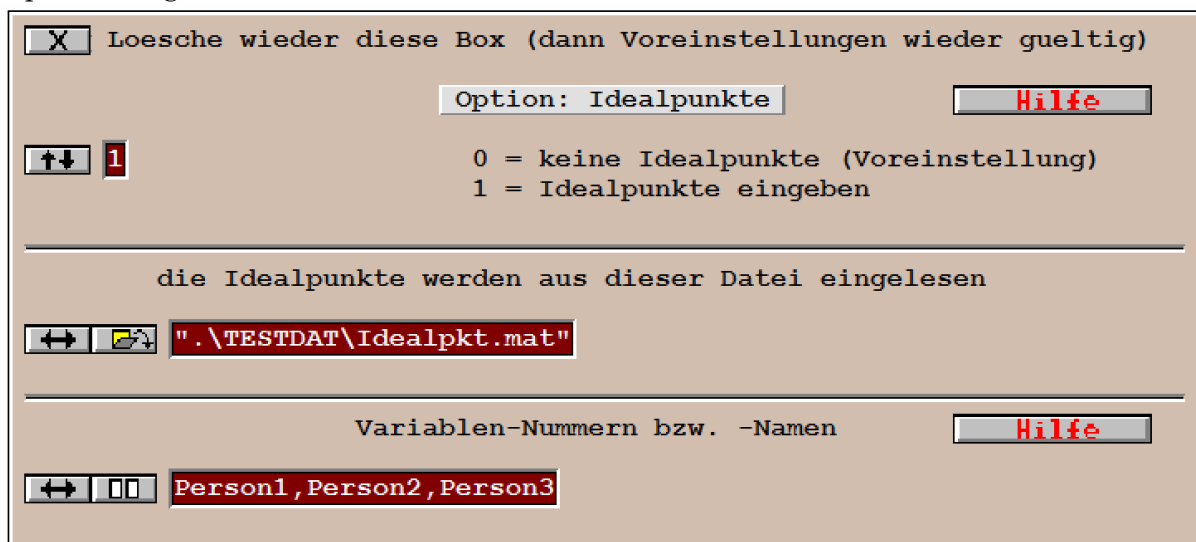 X Loesche wieder diese Box (dann Voreinstellungen wieder gueltig)
Option: Idealpunkte Hilfe
1 0 = keine Idealpunkte (Voreinstellung)
1 = Idealpunkte eingeben
die Idealpunkte werden aus dieser Datei eingelesen
".\TESTDAT\Idealpkt.mat"
Variablen-Nummern bzw. -Namen Hilfe
Person1,Person2,Person3